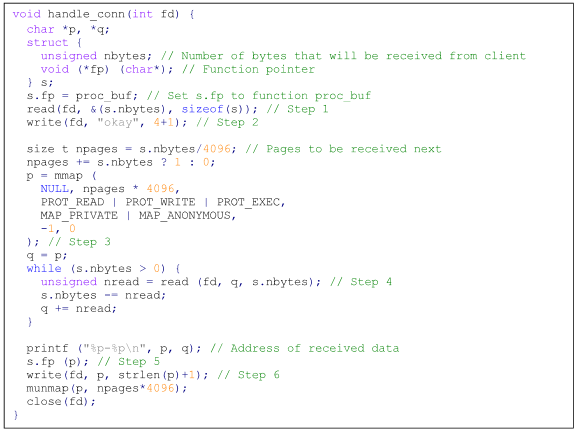 void handle_conn(int fd) {
  char *p, *q;
  struct {
    unsigned nbytes; // Number of bytes that will be received from client
    void (*fp) (char*); // Function pointer
  } s;
  s.fp = proc_buf; // Set s.fp to function proc_buf
  read(fd, &(s.nbytes), sizeof(s)); // Step 1
  write(fd, "okay", 4+1); // Step 2

  size t npages = s.nbytes/4096; // Pages to be received next
  npages += s.nbytes ? 1 : 0;
  p = mmap (
    NULL, npages * 4096,
    PROT_READ | PROT_WRITE | PROT_EXEC,
    MAP_PRIVATE | MAP_ANONYMOUS,
    -1, 0
  ); // Step 3
  q = p;
  while (s.nbytes > 0) {
    unsigned nread = read (fd, q, s.nbytes); // Step 4
    s.nbytes -= nread;
    q += nread;
  }

  printf ("%p-%p\n", p, q); // Address of received data
  s.fp (p); // Step 5
  write(fd, p, strlen(p)+1); // Step 6
  munmap(p, npages*4096);
  close(fd);
}